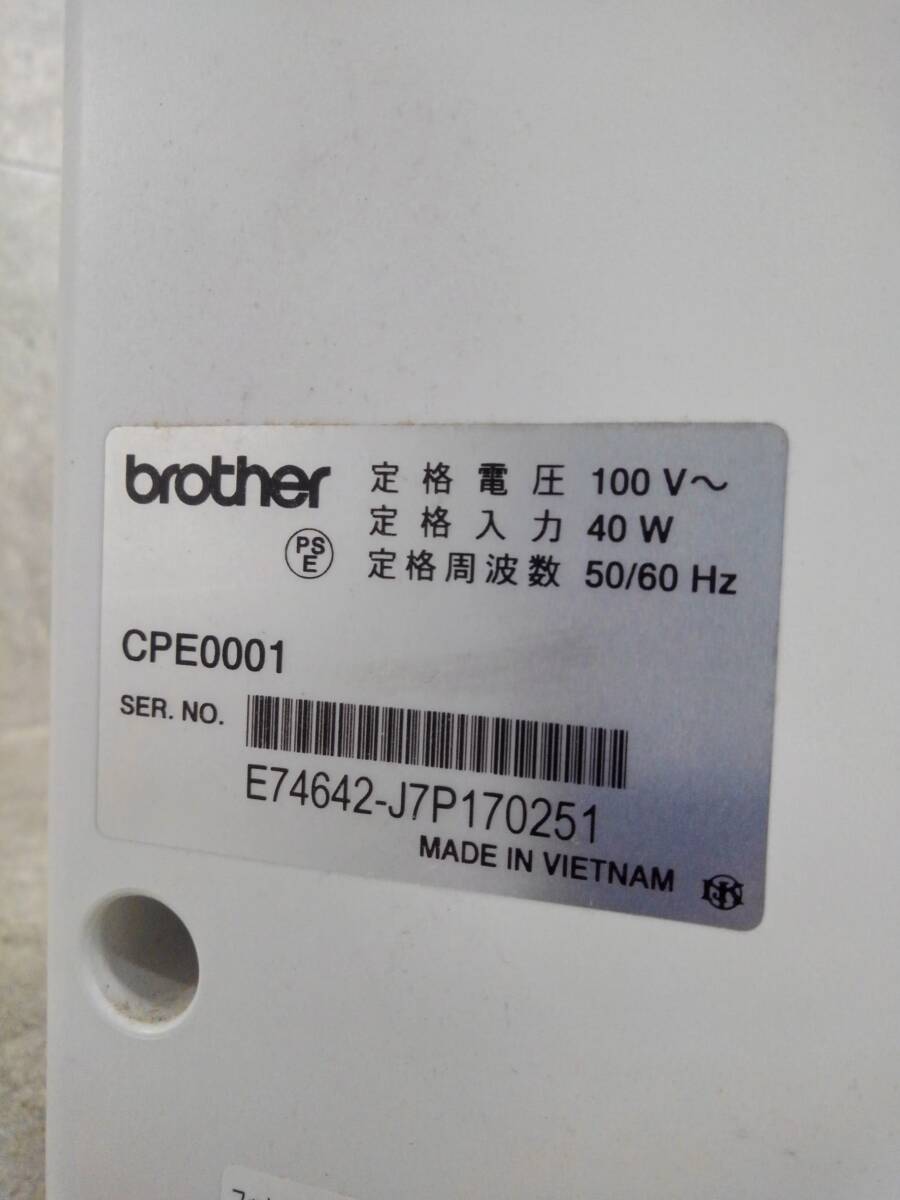 brother
定格電圧 100 V～
定格入力 40 W
定格周波数 50/60 Hz
PS
E
CPE0001
SER. NO.
E74642-J7P170251
MADE IN VIETNAM